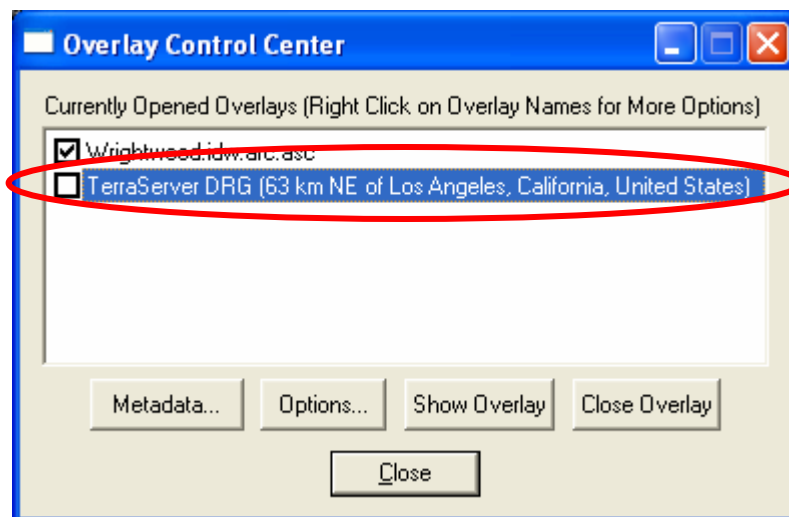 Overlay Control Center
Currently Opened Overlays (Right Click on Overlay Names for More Options)
Wrightwood.idw.arc.asc
TerraServer DRG (63 km NE of Los Angeles, California, United States)
Metadata... Options... Show Overlay Close Overlay
Close